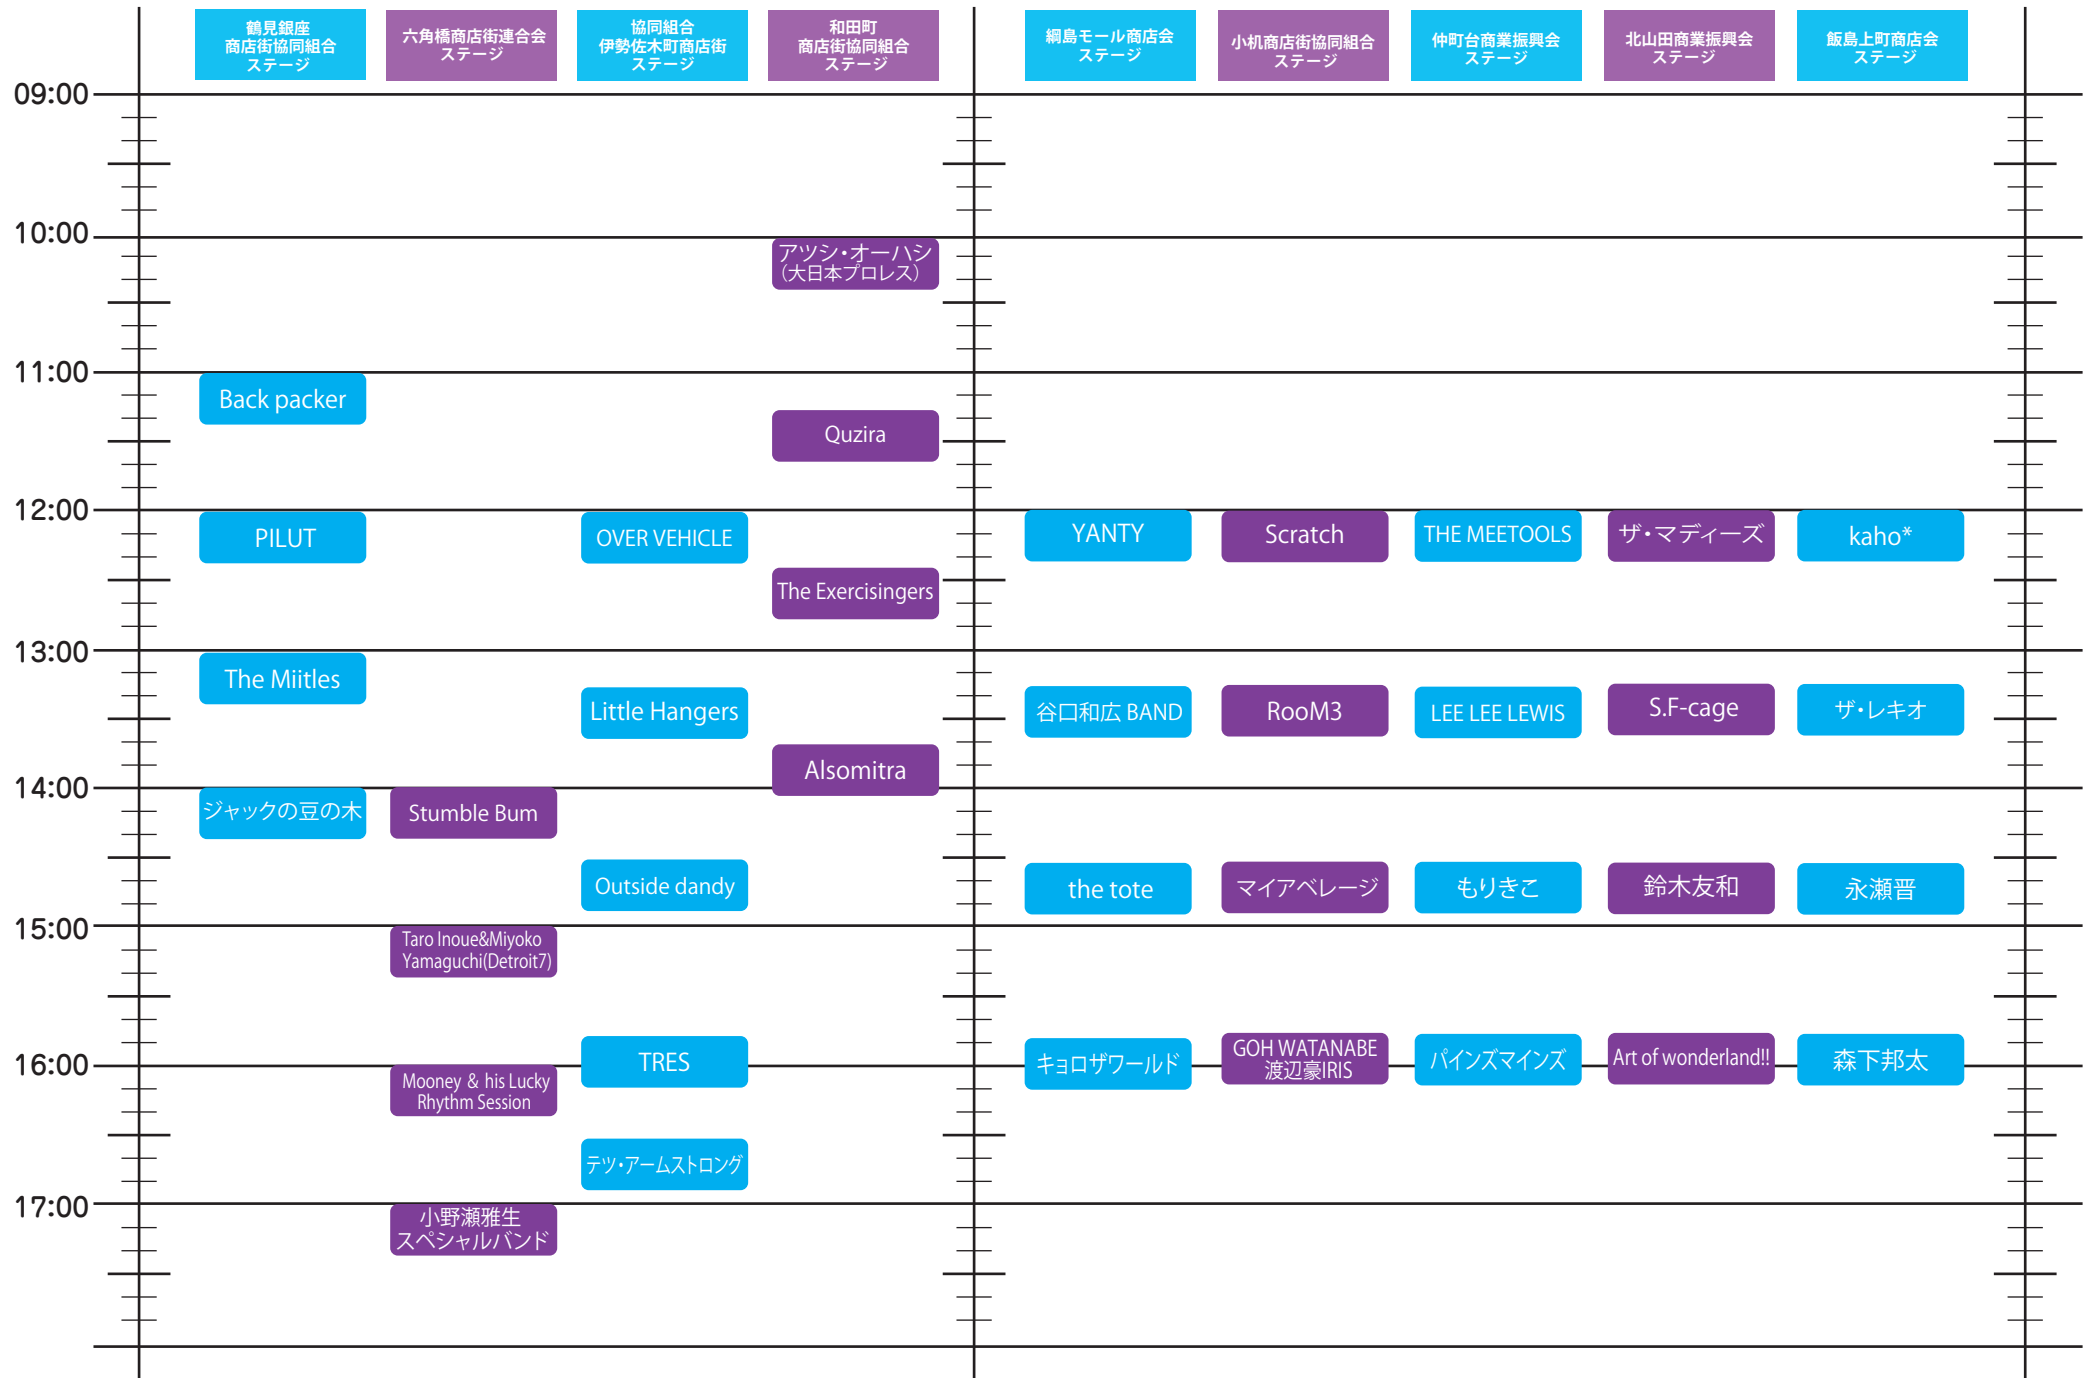 鶴見銀座
商店街協同組合
ステージ
六角橋商店街連合会
ステージ
協同組合
伊勢佐木町商店街
ステージ
和田町
商店街協同組合
ステージ
綱島モール商店会
ステージ
小机商店街協同組合
ステージ
仲町台商業振興会
ステージ
北山田商業振興会
ステージ
飯島上町商店会
ステージ
09:00
10:00
アツシ・オーハシ
（大日本プロレス）
11:00
Back packer
Quzira
12:00
PILUT
OVER VEHICLE
YANTY
Scratch
THE MEETOOLS
ザ・マディーズ
kaho*
The Exercisingers
13:00
The Miitles
Little Hangers
谷口和広 BAND
RooM3
LEE LEE LEWIS
S.F-cage
ザ・レキオ
Alsomitra
14:00
ジャックの豆の木
Stumble Bum
Outside dandy
the tote
マイアベレージ
もりきこ
鈴木友和
永瀬晋
15:00
Taro Inoue&Miyoko
Yamaguchi(Detroit7)
16:00
TRES
キョロザワールド
GOH WATANABE
渡辺豪IRIS
パインズマインズ
Art of wonderland!!
森下邦太
Mooney & his Lucky
Rhythm Session
テツ・アームストロング
17:00
小野瀬雅生
スペシャルバンド